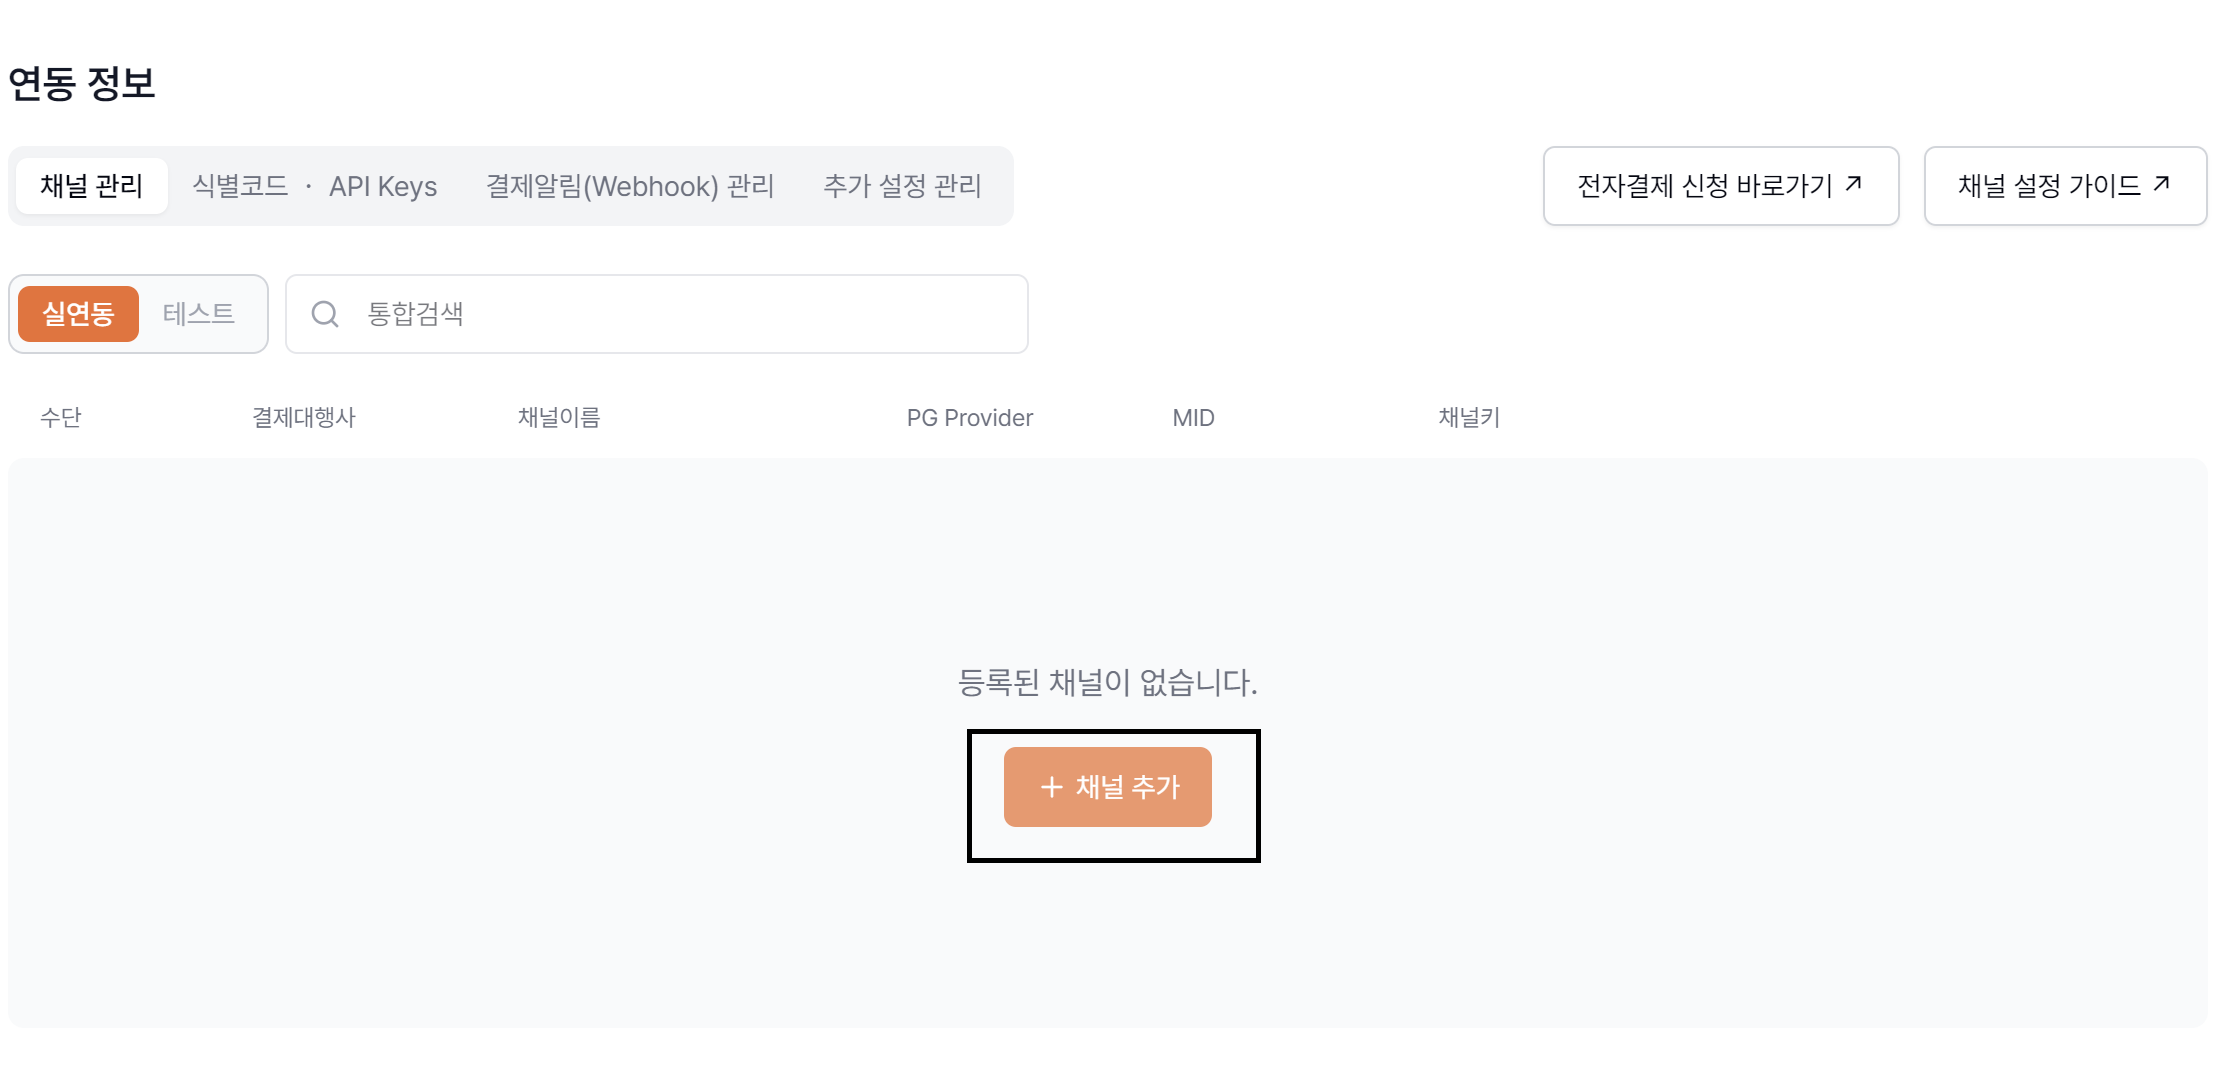 연동 정보
채널 관리 식별코드 · API Keys 결제알림(Webhook) 관리 추가 설정 관리 전자결제 신청 바로가기 ↗ 채널 설정 가이드 ↗
실연동 테스트 통합검색
수단 결제대행사 채널이름 PG Provider MID 채널키
등록된 채널이 없습니다.
+ 채널 추가